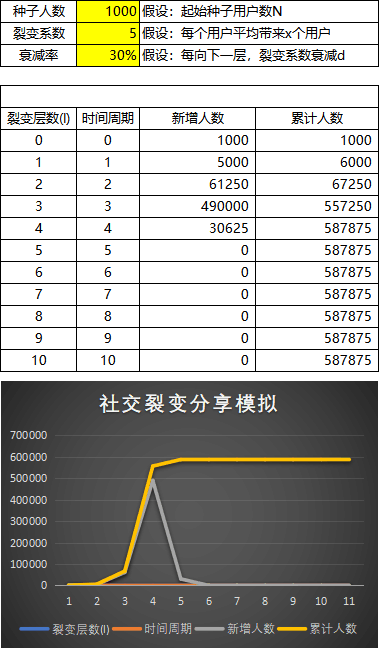 种子人数 1000 假设：起始种子用户数N
裂变系数 5 假设：每个用户平均带来x个用户
衰减率 30% 假设：每向下一层，裂变系数衰减d
裂变层数(l) 时间周期 新增人数 累计人数
0 0 1000 1000
1 1 5000 6000
2 2 61250 67250
3 3 490000 557250
4 4 30625 587875
5 5 0 587875
6 6 0 587875
7 7 0 587875
8 8 0 587875
9 9 0 587875
10 10 0 587875
社交裂变分享模拟
700000
600000
500000
400000
300000
200000
100000
0
1 2 3 4 5 6 7 8 9 10 11
裂变层数(l) 时间周期 新增人数 累计人数